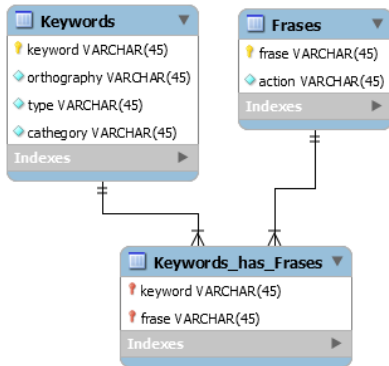 Keywords
keyword VARCHAR(45)
orthography VARCHAR(45)
type VARCHAR(45)
cathegory VARCHAR(45)
Indexes
Frases
frase VARCHAR(45)
action VARCHAR(45)
Indexes
Keywords_has_Frases
keyword VARCHAR(45)
frase VARCHAR(45)
Indexes